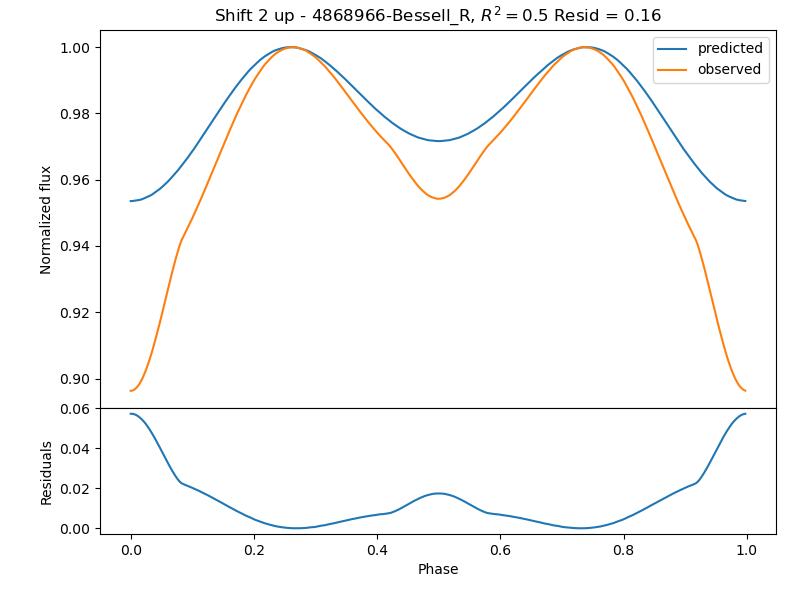 Shift 2 up - 4868966-Bessell_R, $R^2 = 0.5$ Resid = 0.16
predicted
observed
Normalized flux
1.00
0.98
0.96
0.94
0.92
0.90
Residuals
0.06
0.04
0.02
0.00
0.0 0.2 0.4 0.6 0.8 1.0
Phase